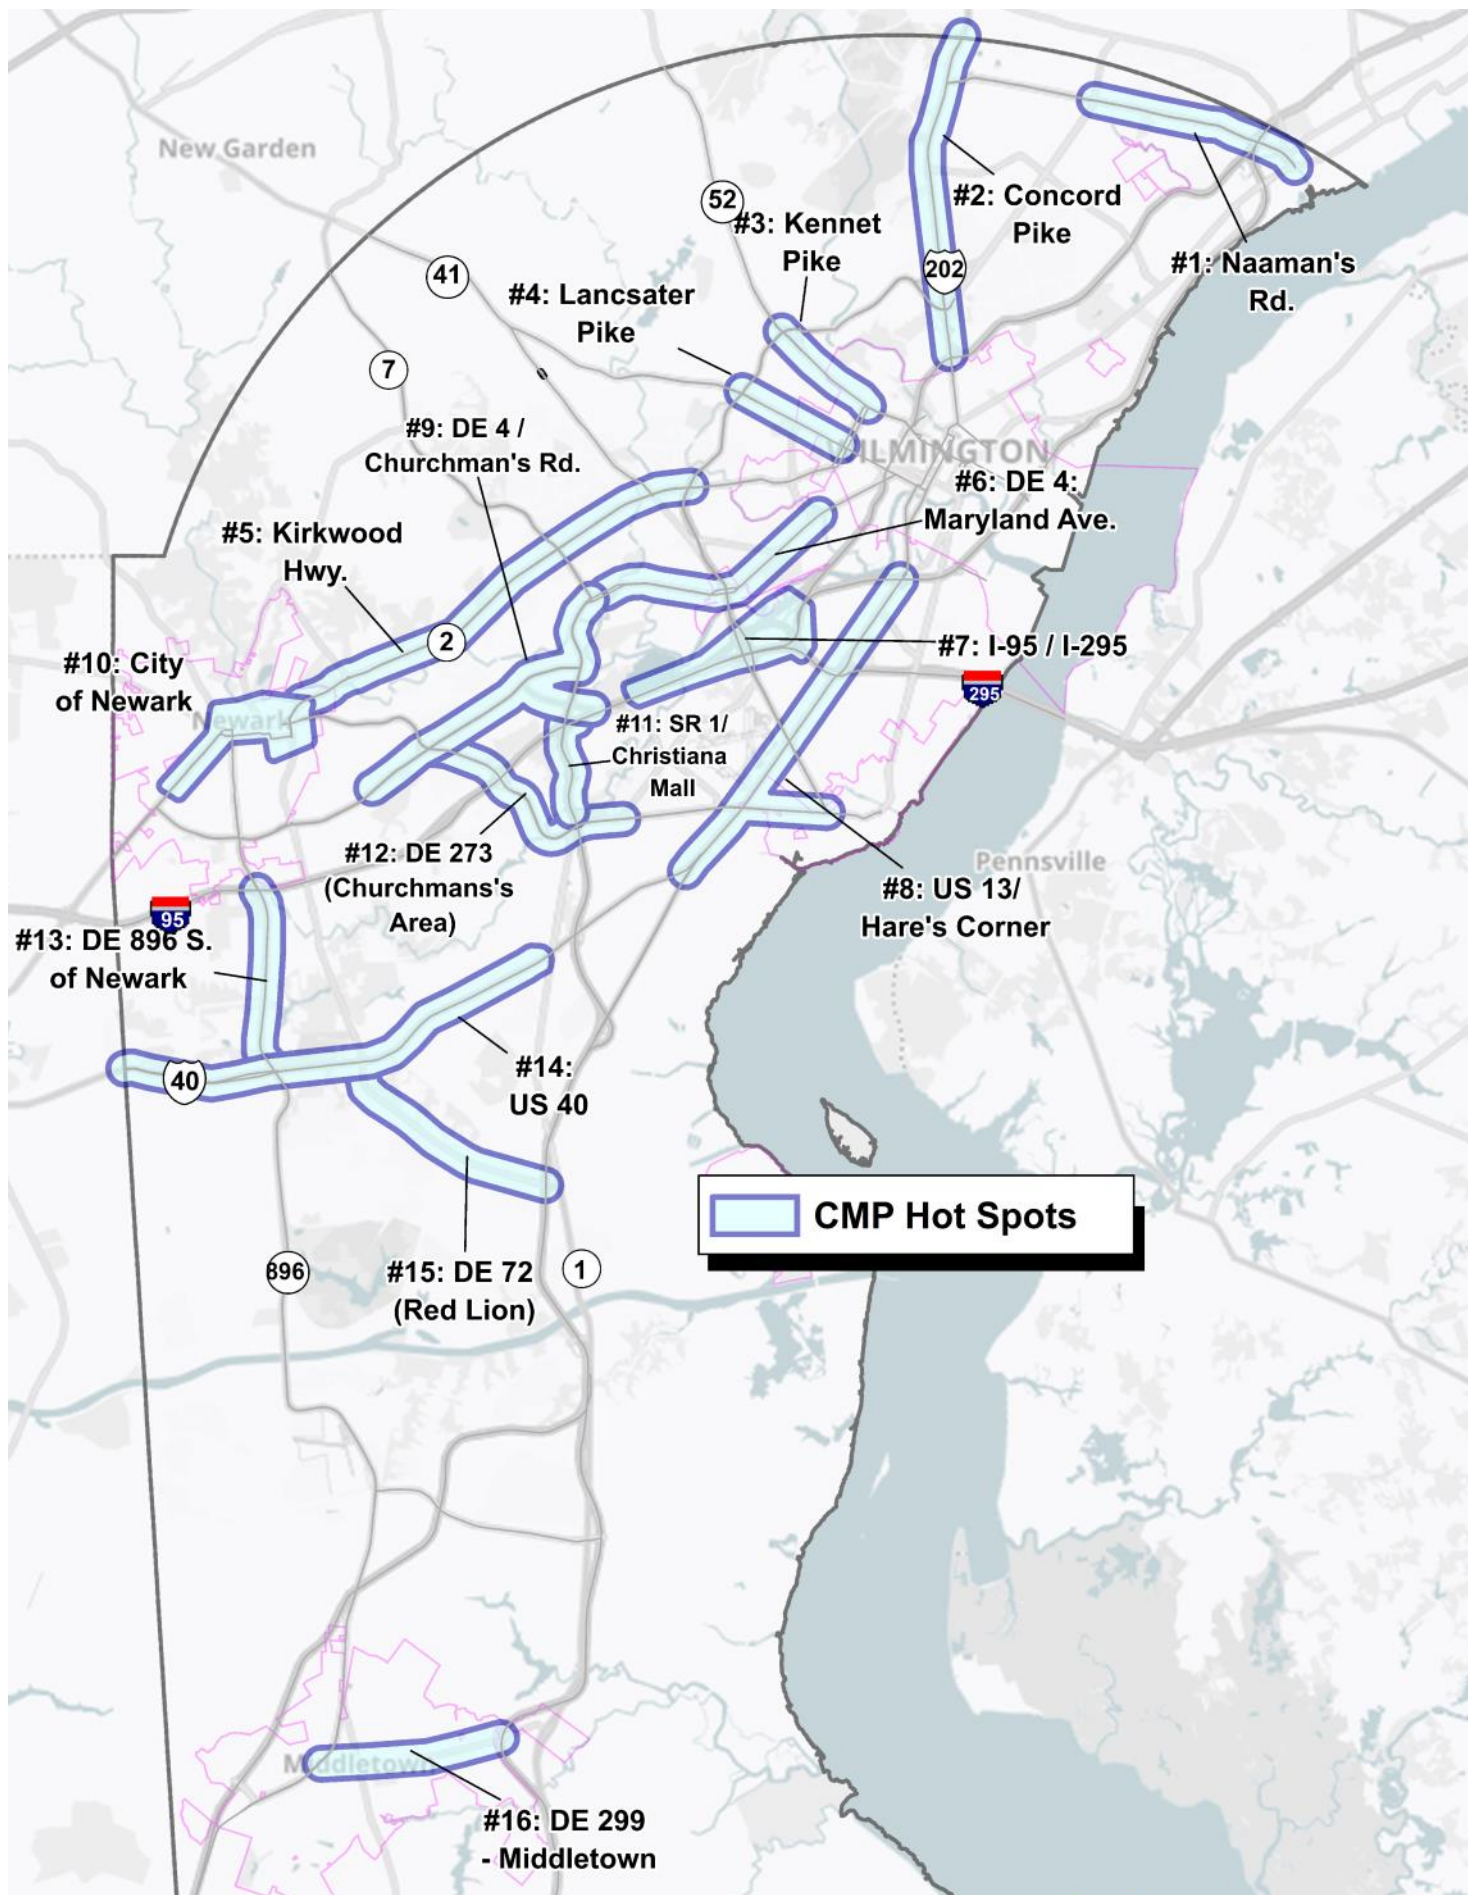 New Garden
52
#2: Concord
Pike
#3: Kennet
Pike
202
#1: Naaman's
Rd.
41
#4: Lancsater
Pike
7
#9: DE 4 /
Churchman's Rd.
WILMINGTON
#6: DE 4:
Maryland Ave.
#5: Kirkwood
Hwy.
2
#7: I-95 / I-295
#10: City
of Newark
295
Newark
#11: SR 1/
Christiana
Mall
#12: DE 273
(Churchmans's
Area)
Pennsville
#8: US 13/
Hare's Corner
95
#13: DE 896 S.
of Newark
40
#14:
US 40
CMP Hot Spots
896
#15: DE 72
(Red Lion)
1
Middletown
#16: DE 299
- Middletown